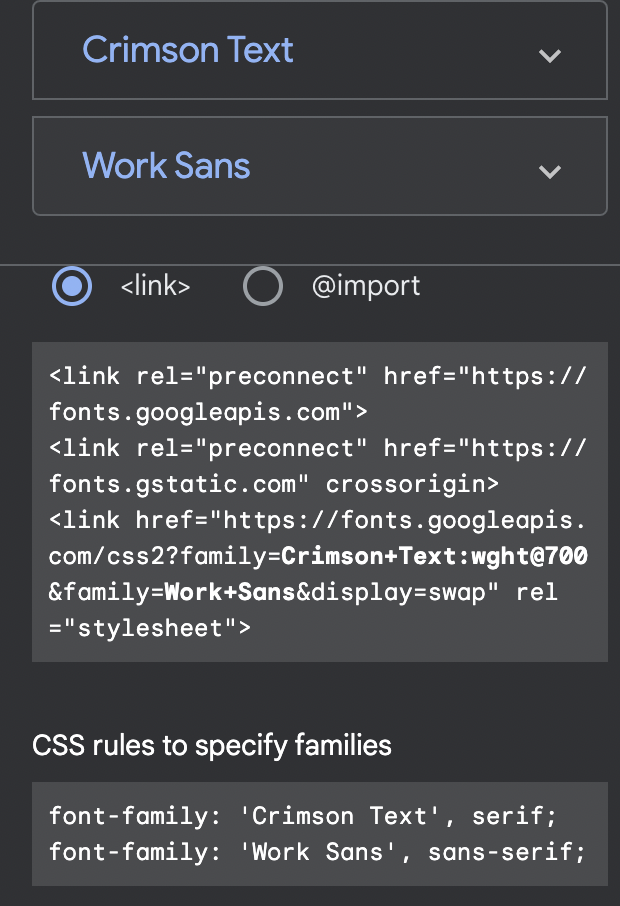 Crimson Text
Work Sans
<link> @import
<link rel="preconnect" href="https://
fonts.googleapis.com">
<link rel="preconnect" href="https://
fonts.gstatic.com" crossorigin>
<link href="https://fonts.googleapis.
com/css2?family=Crimson+Text:wght@700
&family=Work+Sans&display=swap" rel
="stylesheet">
CSS rules to specify families
font-family: 'Crimson Text', serif;
font-family: 'Work Sans', sans-serif;